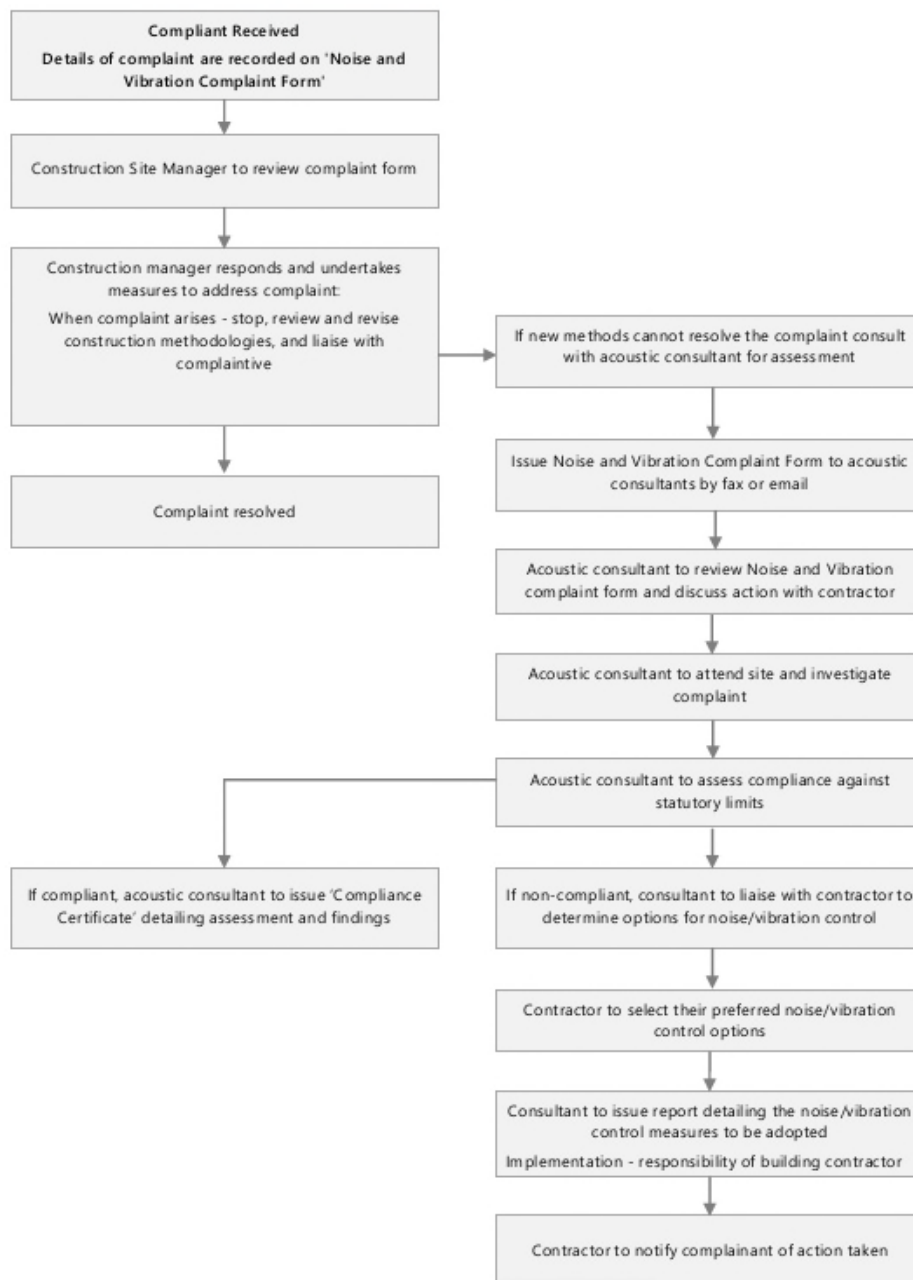 Compliant Received
Details of complaint are recorded on 'Noise and
Vibration Complaint Form'
Construction Site Manager to review complaint form
Construction manager responds and undertakes
measures to address complaint:
When complaint arises - stop, review and revise
construction methodologies, and liaise with
complaintive
Complaint resolved
If new methods cannot resolve the complaint consult
with acoustic consultant for assessment
Issue Noise and Vibration Complaint Form to acoustic
consultants by fax or email
Acoustic consultant to review Noise and Vibration
complaint form and discuss action with contractor
Acoustic consultant to attend site and investigate
complaint
Acoustic consultant to assess compliance against
statutory limits
If compliant, acoustic consultant to issue ‘Compliance
Certificate’ detailing assessment and findings
If non-compliant, consultant to liaise with contractor to
determine options for noise/vibration control
Contractor to select their preferred noise/vibration
control options
Consultant to issue report detailing the noise/vibration
control measures to be adopted
Implementation - responsibility of building contractor
Contractor to notify complainant of action taken